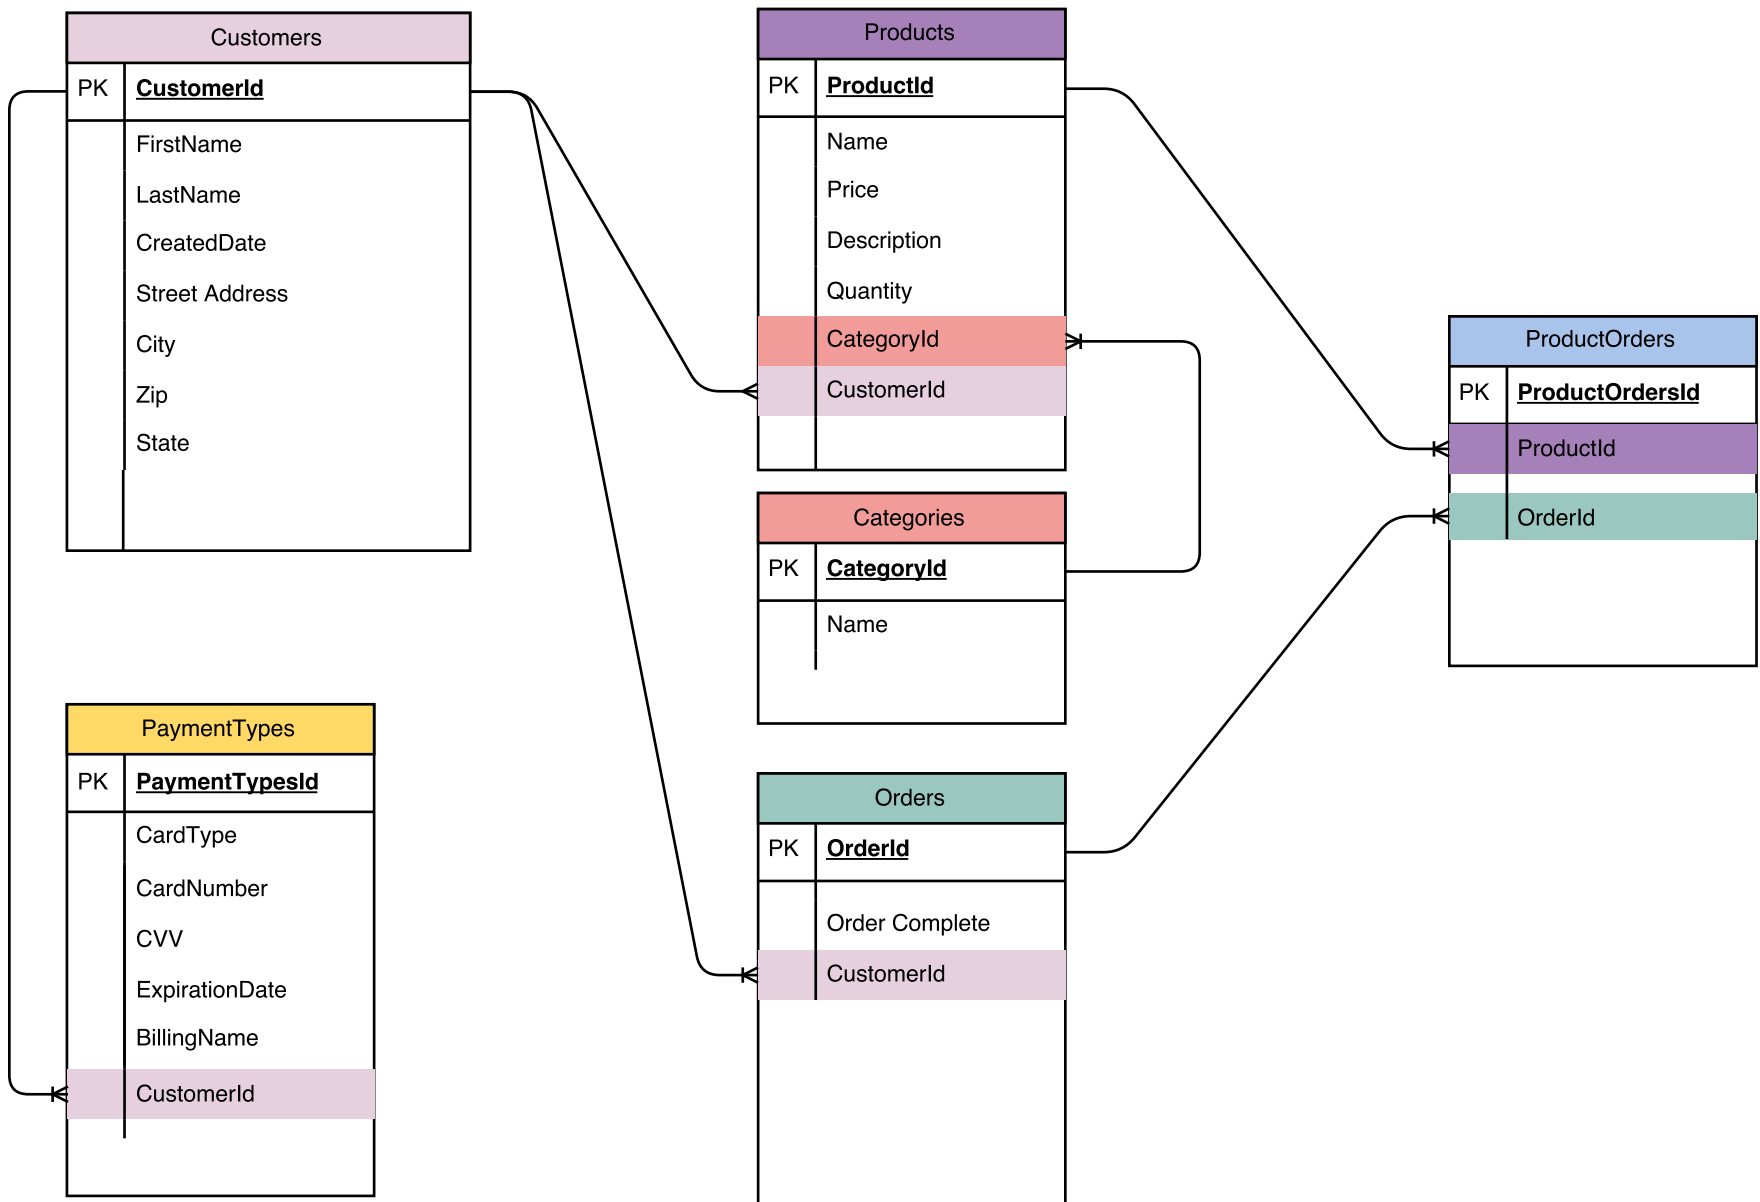 Customers
PK CustomerId
FirstName
LastName
CreatedDate
Street Address
City
Zip
State
Products
PK ProductId
Name
Price
Description
Quantity
CategoryId
CustomerId
Categories
PK CategoryId
Name
ProductOrders
PK ProductOrdersId
ProductId
OrderId
PaymentTypes
PK PaymentTypesId
CardType
CardNumber
CVV
ExpirationDate
BillingName
CustomerId
Orders
PK OrderId
Order Complete
CustomerId